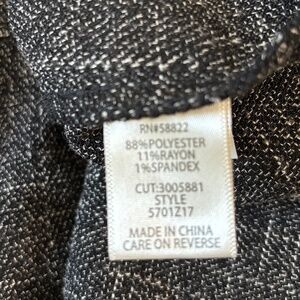 RN#58822
88%POLYESTER
11%RAYON
1%SPANDEX
CUT:3005881
STYLE
5701Z17
MADE IN CHINA
CARE ON REVERSE